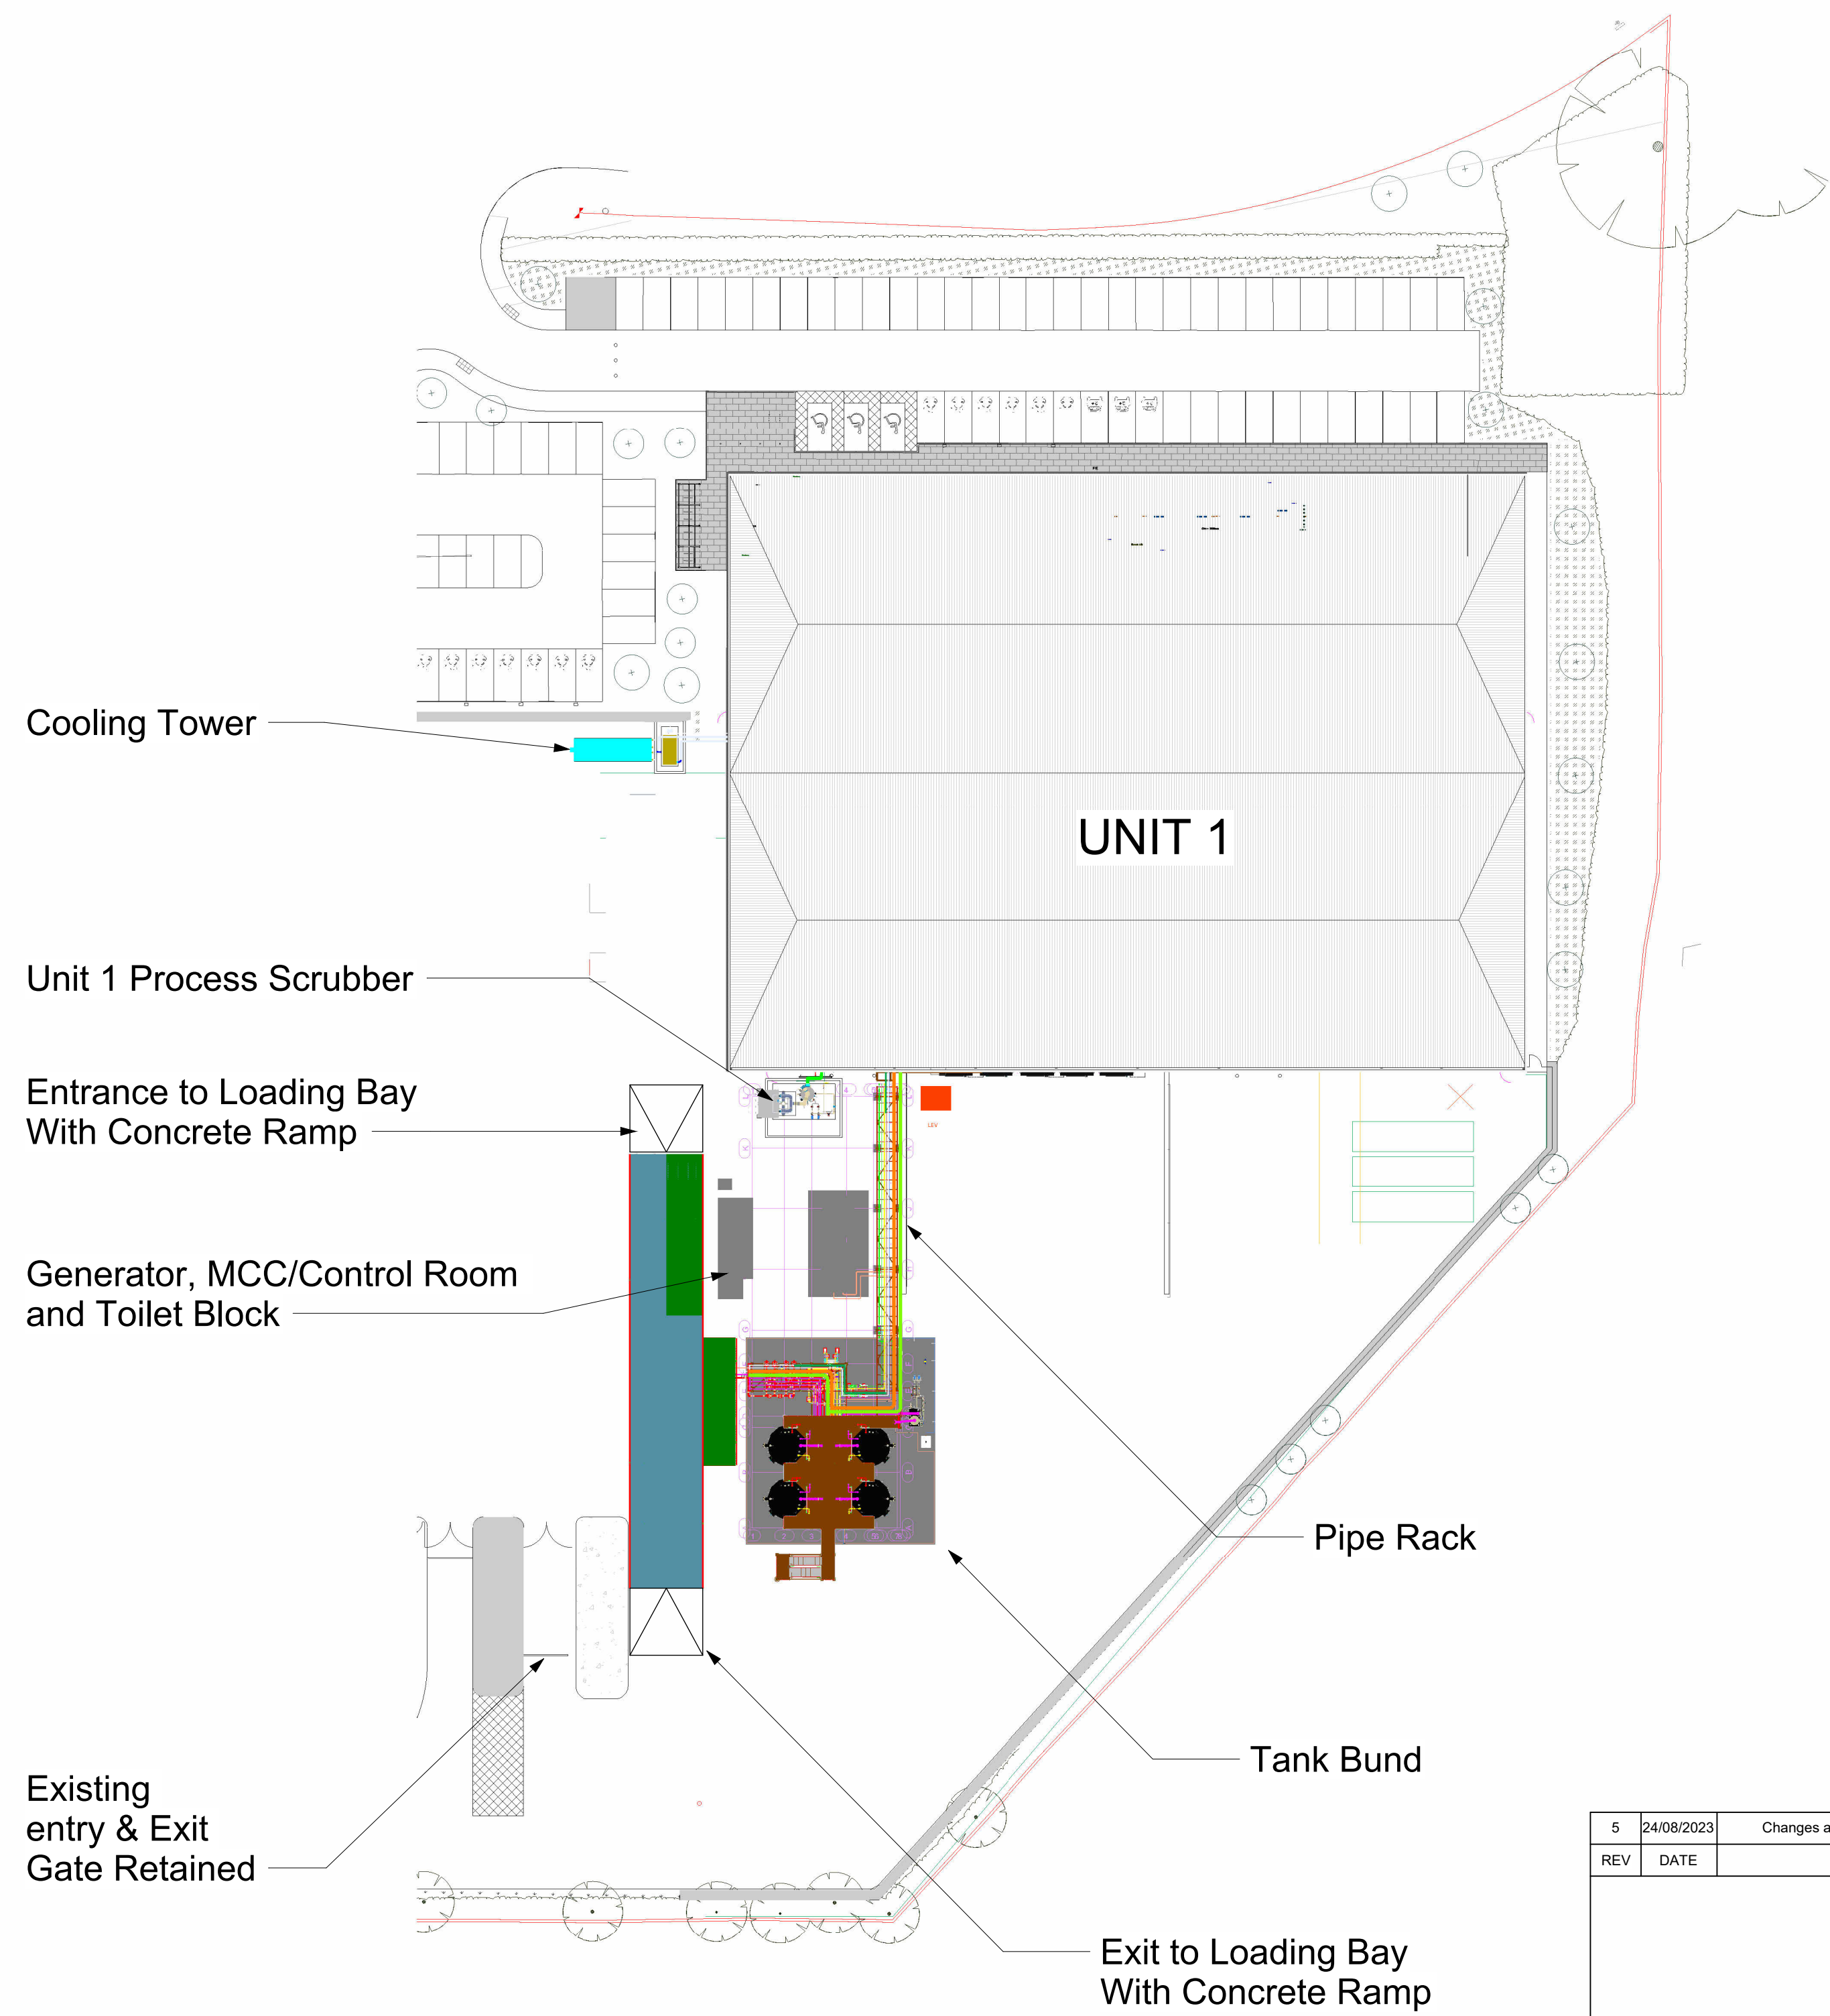 UNIT 1
Cooling Tower
Unit 1 Process Scrubber
Entrance to Loading Bay
With Concrete Ramp
LEV
Generator, MCC/Control Room
and Toilet Block
Pipe Rack
Tank Bund
Existing
entry & Exit
Gate Retained
Exit to Loading Bay
With Concrete Ramp
5 24/08/2023 Changes a
REV DATE